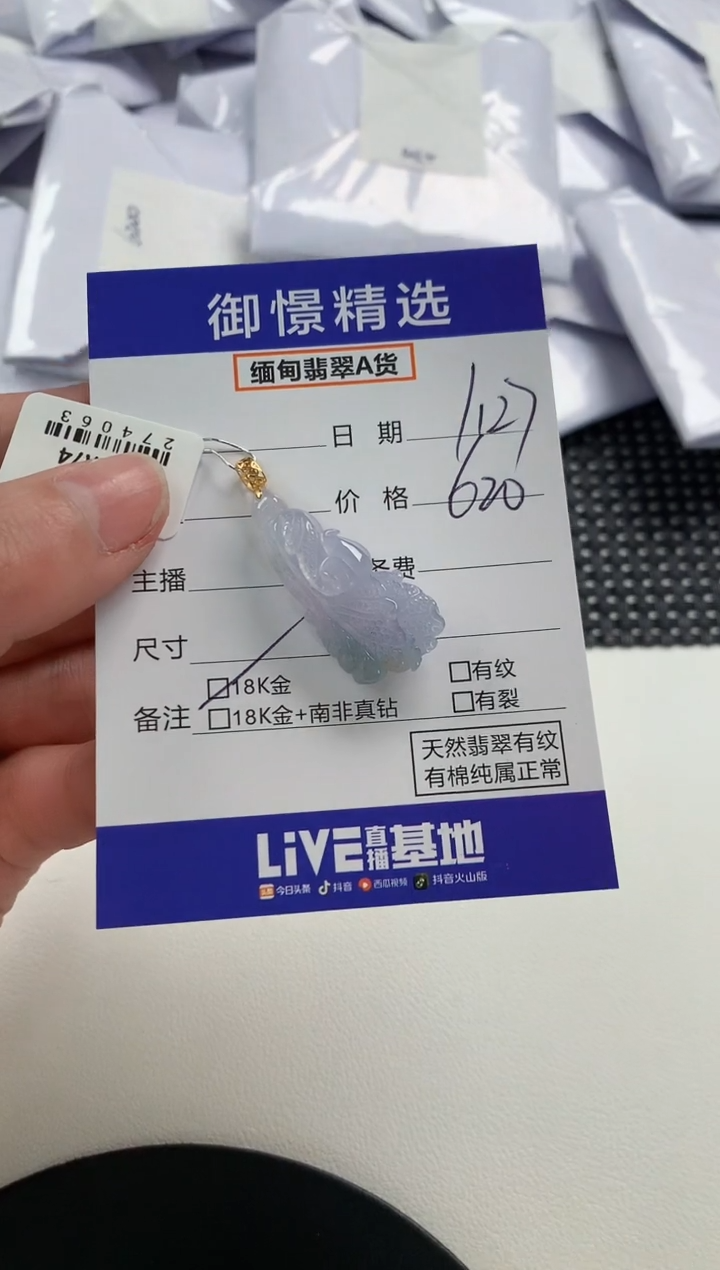 御憬精选
缅甸翡翠A货
日 期 1.27
价 格 620
274063
主播
务费
尺寸
□18K金 □有纹
备注 □18K金+南非真钻 □有裂
天然翡翠有纹
有棉纯属正常
LiVE直播基地
头条 今日头条 抖音 西瓜视频 抖音火山版